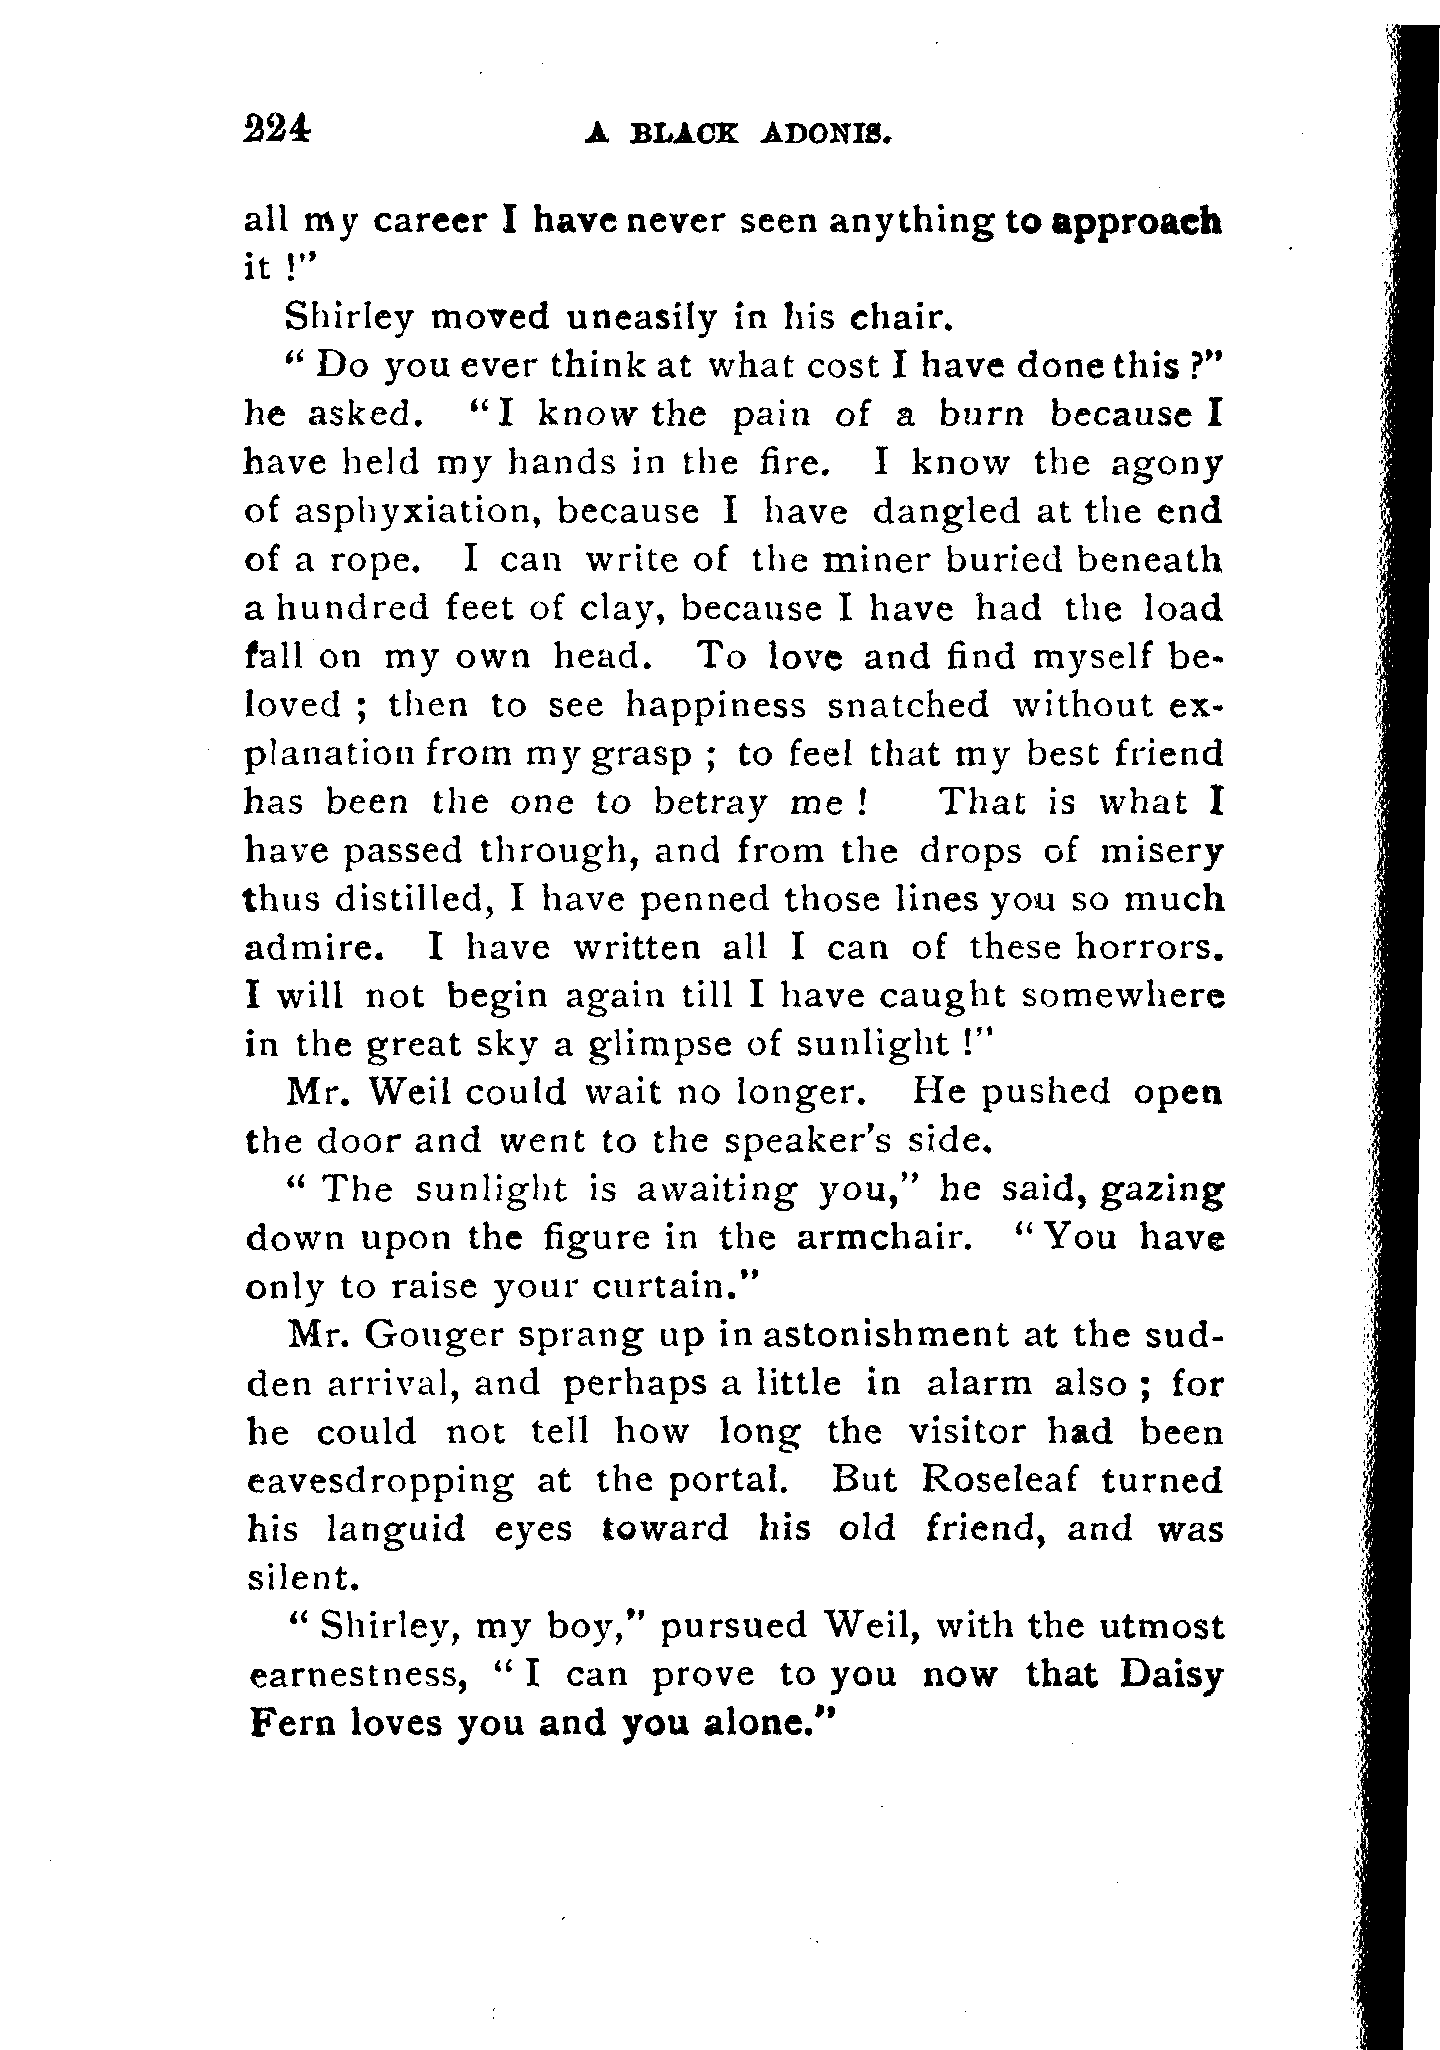 224 A BLACK ADONIS.
all my career I have never seen anything to approach
it !"
Shirley moved uneasily in his chair.
" Do you ever think at what cost I have done this ?"
he asked. "I know the pain of a burn because I
have held my hands in the fire. I know the agony
of asphyxiation, because I have dangled at the end
of a rope. I can write of the miner buried beneath
a hundred feet of clay, because I have had the load
fall on my own head. To love and find myself be-
loved ; then to see happiness snatched without ex-
planation from my grasp ; to feel that my best friend
has been the one to betray me ! That is what I
have passed through, and from the drops of misery
thus distilled, I have penned those lines you so much
admire. I have written all I can of these horrors.
I will not begin again till I have caught somewhere
in the great sky a glimpse of sunlight !"
Mr. Weil could wait no longer. He pushed open
the door and went to the speaker's side.
" The sunlight is awaiting you," he said, gazing
down upon the figure in the armchair. " You have
only to raise your curtain."
Mr. Gouger sprang up in astonishment at the sud-
den arrival, and perhaps a little in alarm also ; for
he could not tell how long the visitor had been
eavesdropping at the portal. But Roseleaf turned
his languid eyes toward his old friend, and was
silent.
" Shirley, my boy," pursued Weil, with the utmost
earnestness, " I can prove to you now that Daisy
Fern loves you and you alone."